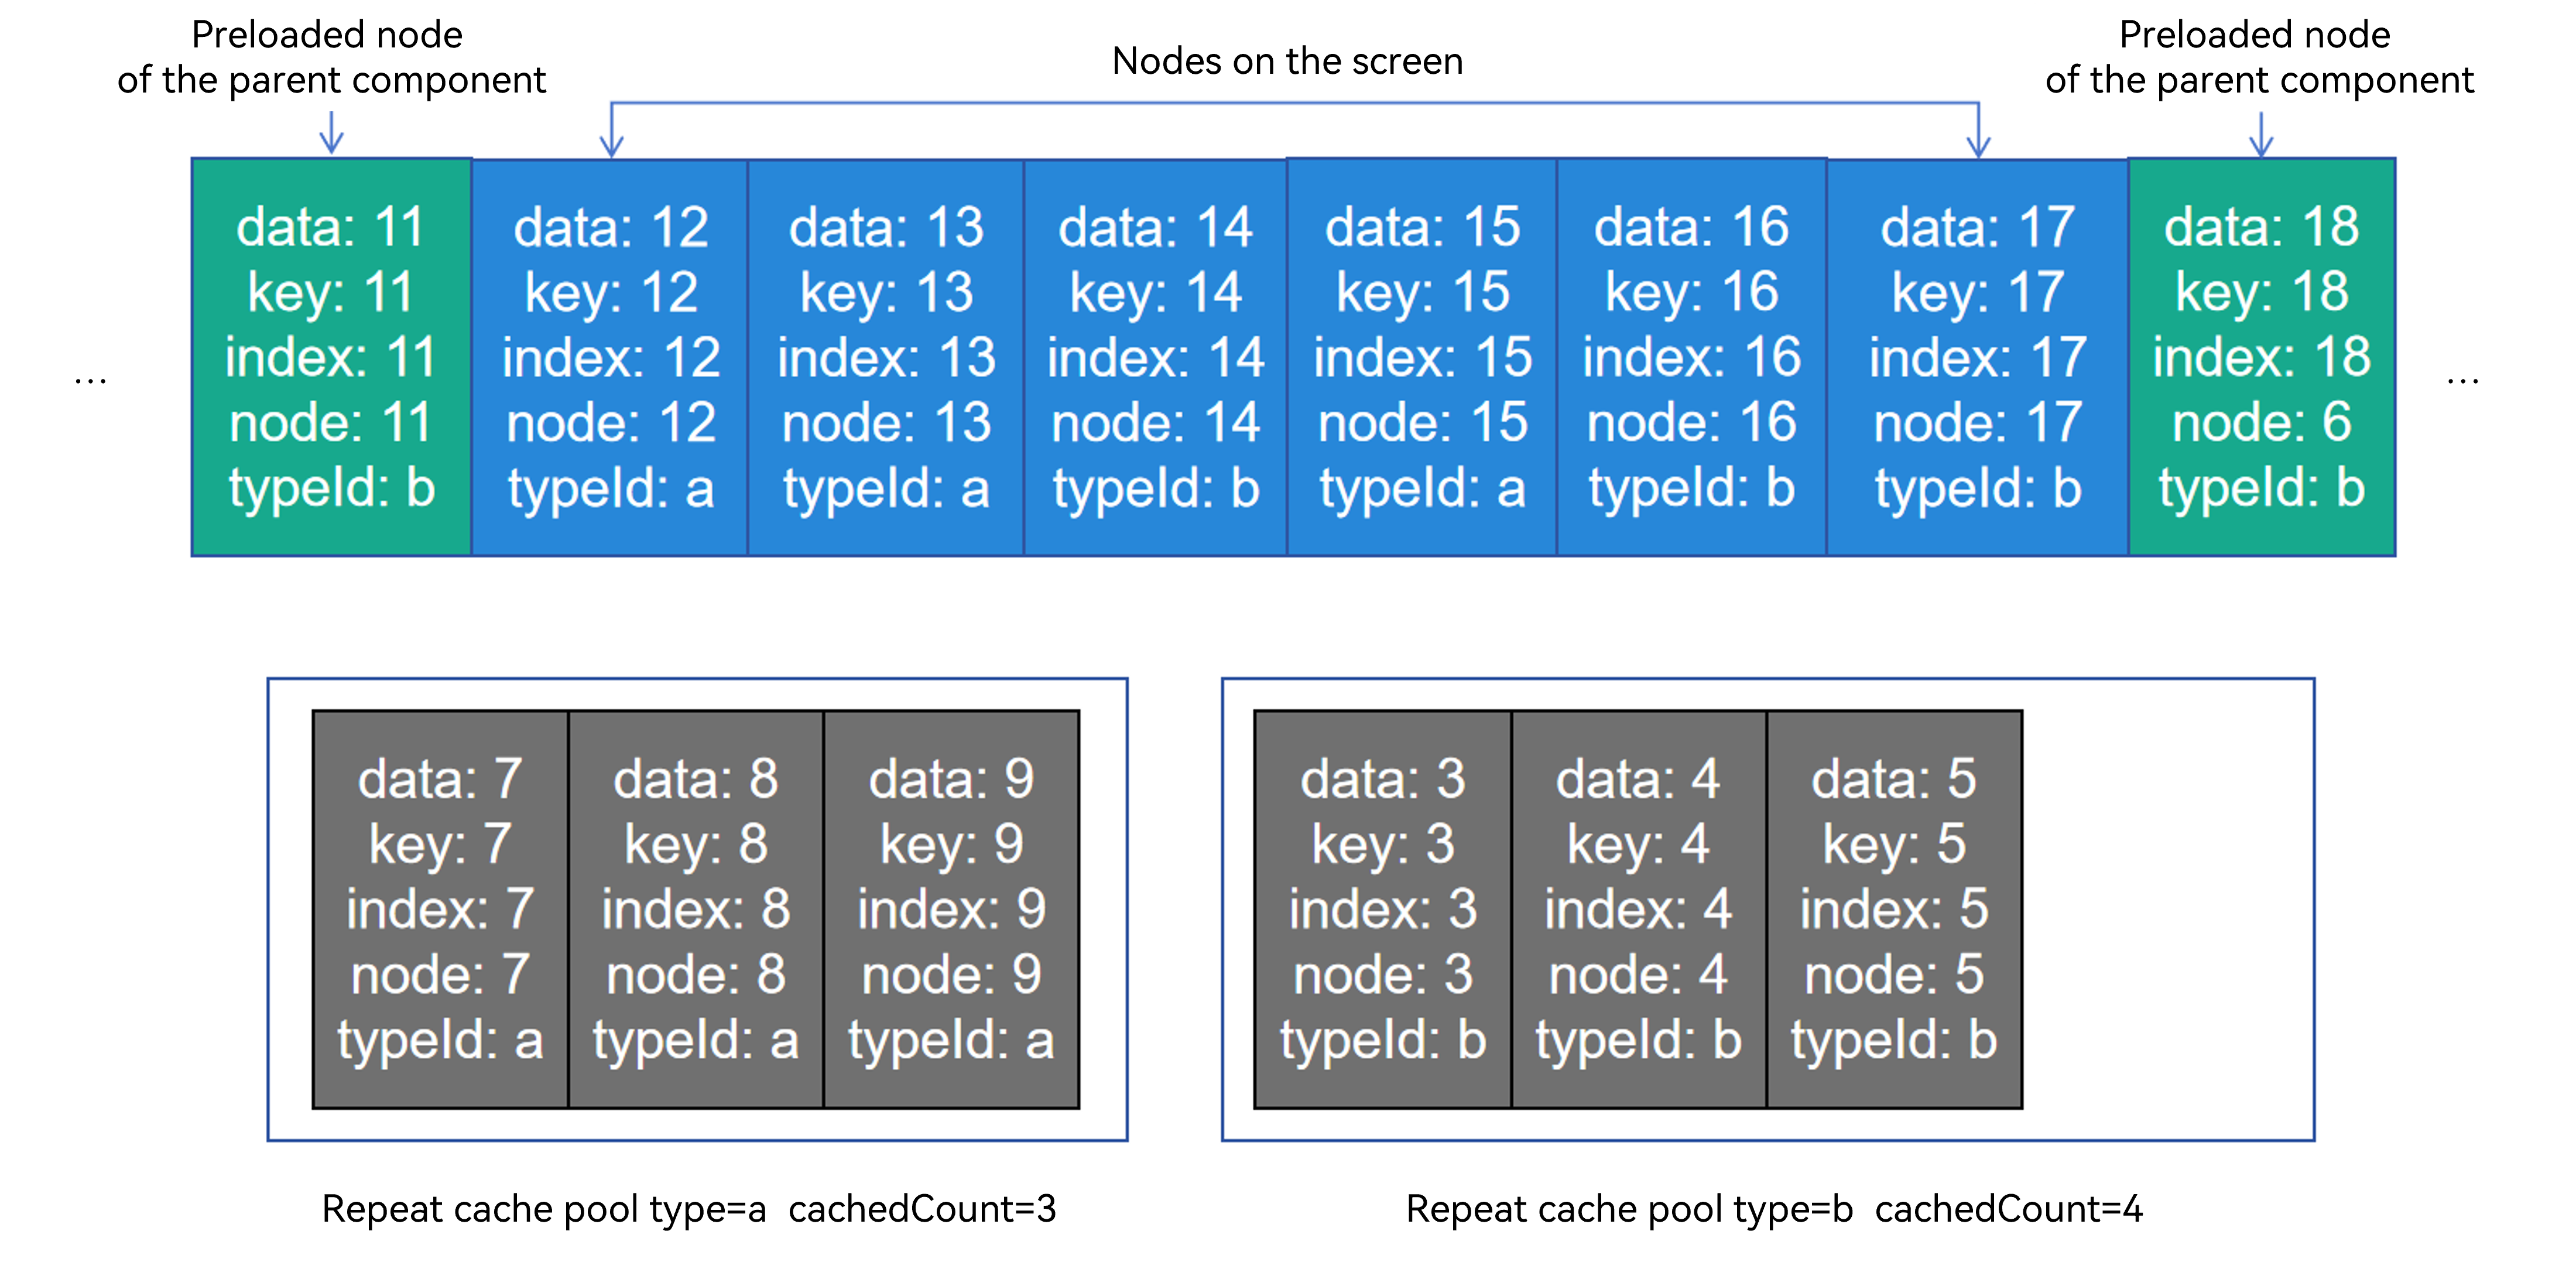 Preloaded node
of the parent component
Nodes on the screen
Preloaded node
of the parent component
...
data: 11
key: 11
index: 11
node: 11
typeId: b
data: 12
key: 12
index: 12
node: 12
typeId: a
data: 13
key: 13
index: 13
node: 13
typeId: a
data: 14
key: 14
index: 14
node: 14
typeId: b
data: 15
key: 15
index: 15
node: 15
typeId: a
data: 16
key: 16
index: 16
node: 16
typeId: b
data: 17
key: 17
index: 17
node: 17
typeId: b
data: 18
key: 18
index: 18
node: 6
typeId: b
...
data: 7
key: 7
index: 7
node: 7
typeId: a
data: 8
key: 8
index: 8
node: 8
typeId: a
data: 9
key: 9
index: 9
node: 9
typeId: a
Repeat cache pool type=a cachedCount=3
data: 3
key: 3
index: 3
node: 3
typeId: b
data: 4
key: 4
index: 4
node: 4
typeId: b
data: 5
key: 5
index: 5
node: 5
typeId: b
Repeat cache pool type=b cachedCount=4